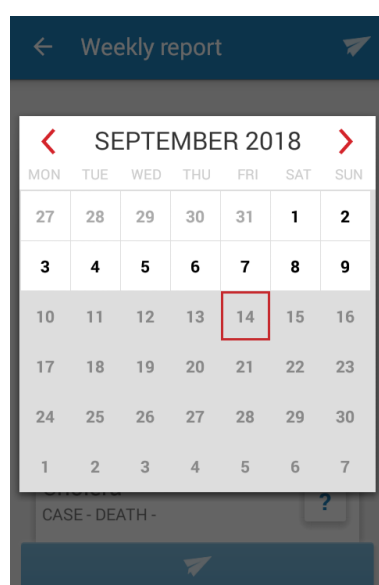 Weekly report
SEPTEMBER 2018
MON TUE WED THU FRI SAT SUN
27 28 29 30 31 1 2
3 4 5 6 7 8 9
10 11 12 13 14 15 16
17 18 19 20 21 22 23
24 25 26 27 28 29 30
1 2 3 4 5 6 7
?
CASE - DEATH -